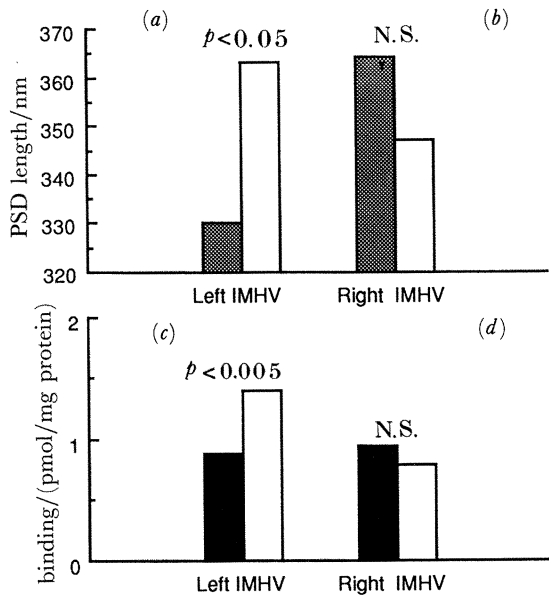 (a)
(b)
p<0.05
N.S.
370
360
350
340
330
320
PSD length/nm
Left IMHV
Right IMHV
(c)
(d)
p<0.005
N.S.
2
1
0
binding/(pmol/mg protein)
Left IMHV
Right IMHV